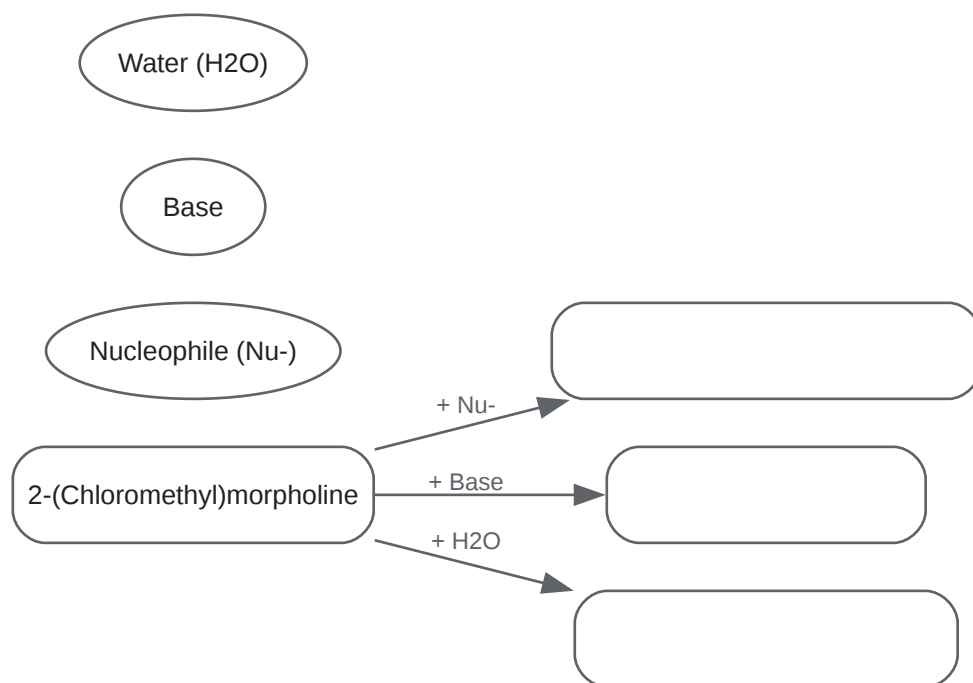 Water (H2O)
Base
Nucleophile (Nu-)
+ Nu-
2-(Chloromethyl)morpholine
+ Base
+ H2O